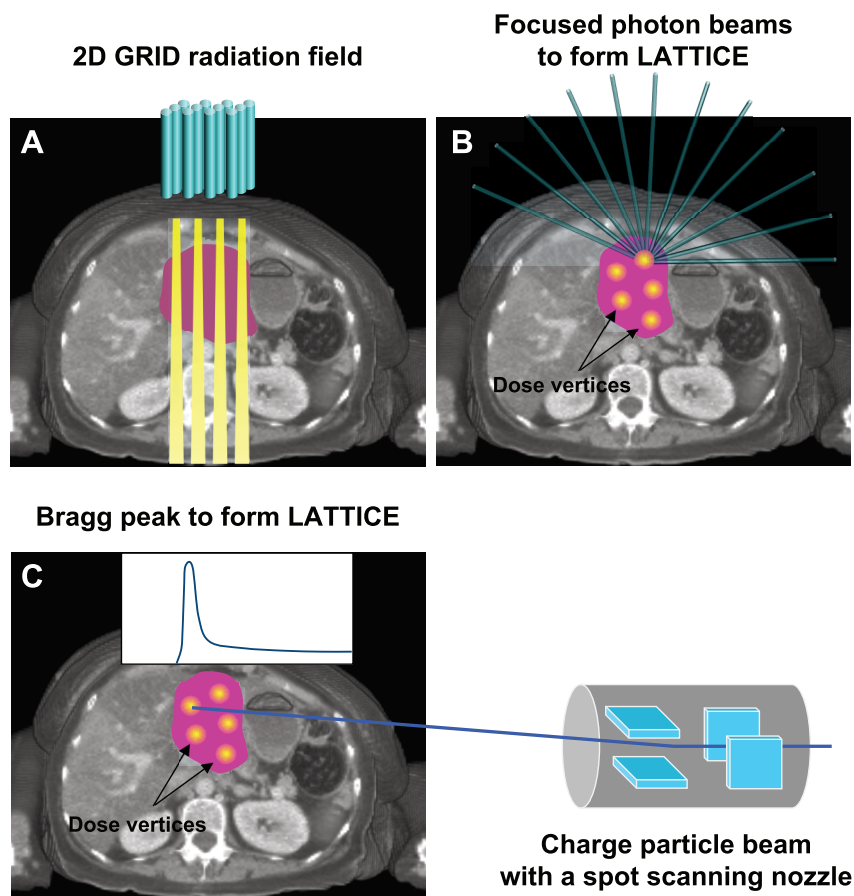 2D GRID radiation field
Focused photon beams
to form LATTICE
A
B
Dose vertices
Bragg peak to form LATTICE
C
Dose vertices
Charge particle beam
with a spot scanning nozzle